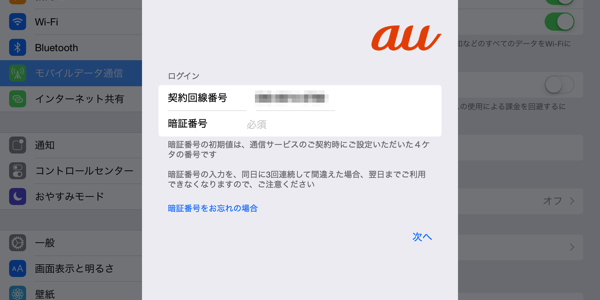 Wi-Fi
Bluetooth
モバイルデータ通信
インターネット共有
通知
コントロールセンター
おやすみモード
一般
画面表示と明るさ
壁紙
au
ログイン
契約回線番号
暗証番号 必須
暗証番号の初期値は、通信サービスのご契約時にご設定いただいた4ケ
タの番号です
暗証番号の入力を、同日に3回連続して間違えた場合、翌日までご利用
できなくなりますので、ご注意ください
暗証番号をお忘れの場合
次へ
などのすべてのデータをWi-Fiに
の使用による課金を回避するに
オフ